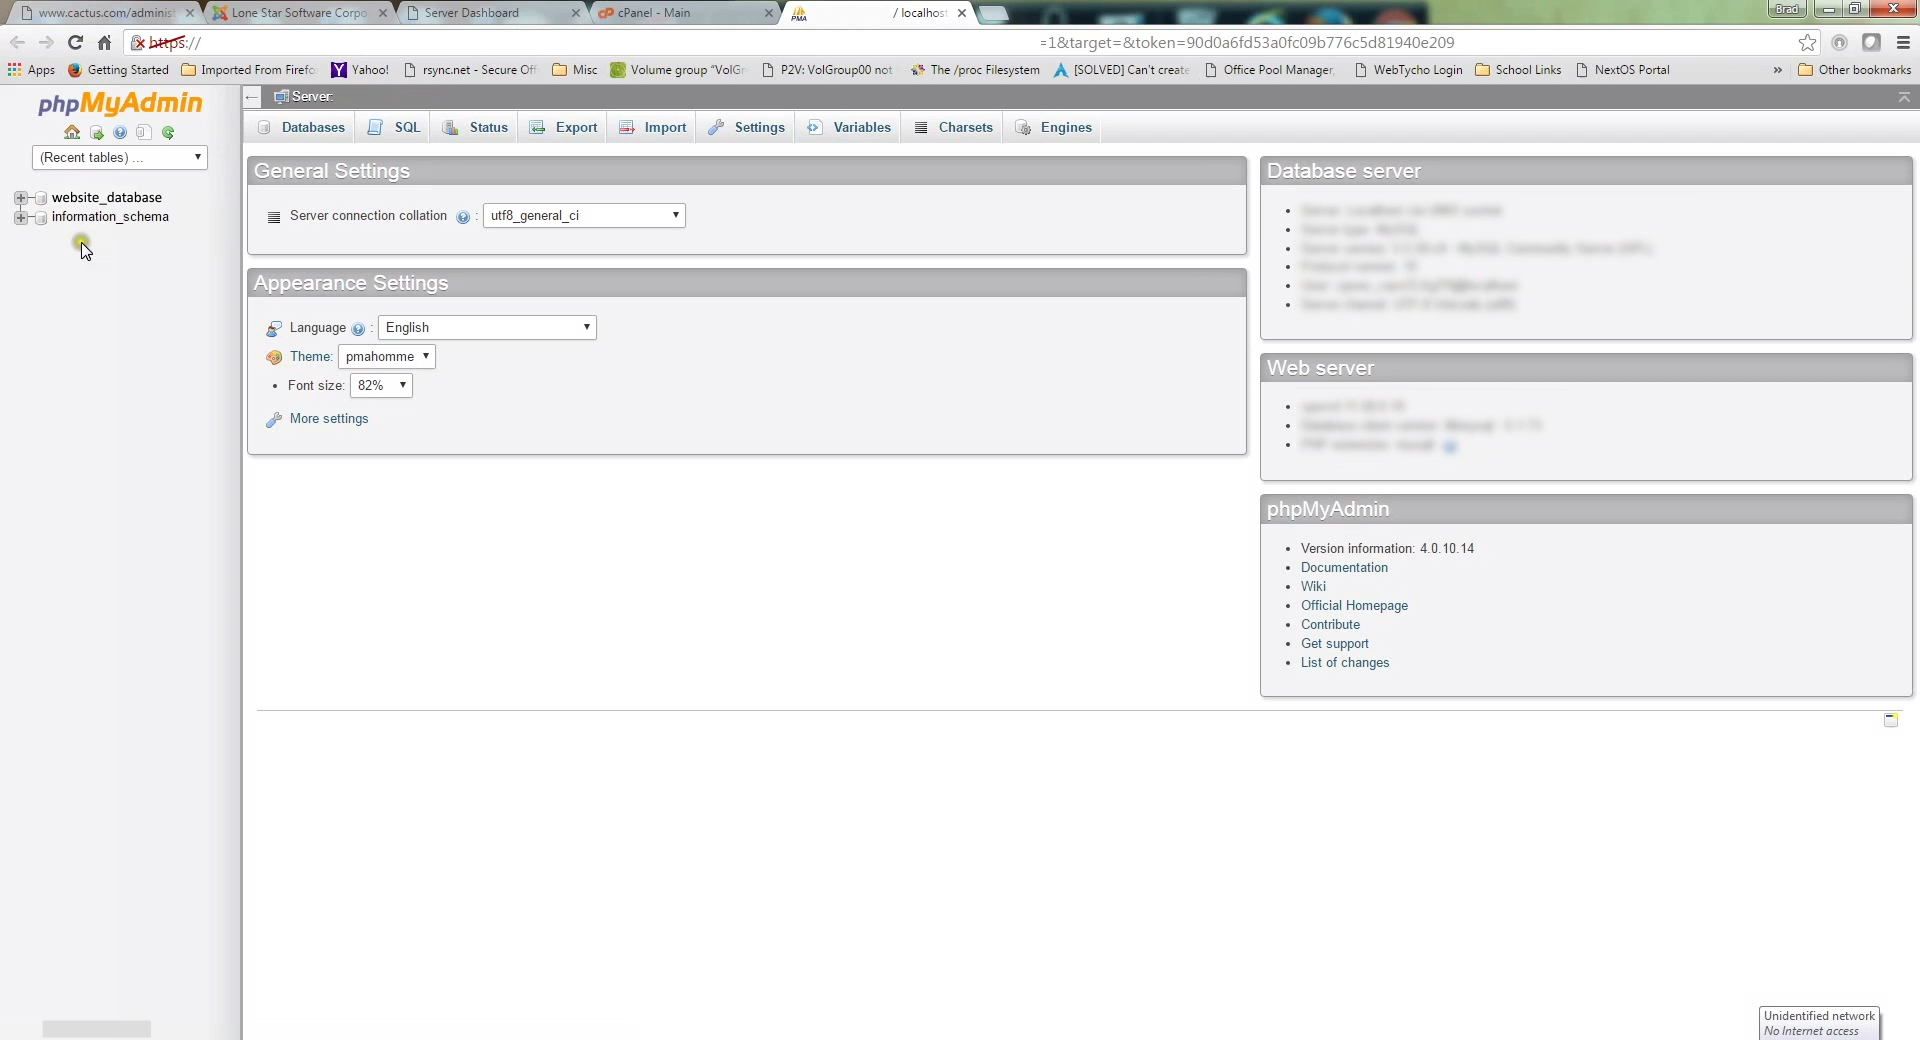 www.cactus.com/administ
Lone Star Software Corpo
Server Dashboard
cPanel - Main
PMA
/ localhost
Brad
https://
=1&target=&token=90d0a6fd53a0fc09b776c5d81940e209
Apps
Getting Started
Imported From Firefo
Yahoo!
rsync.net - Secure Off
Misc
Volume group "VolGr
P2V: VolGroup00 not
The /proc Filesystem
[SOLVED] Can't create
Office Pool Manager,
WebTycho Login
School Links
NextOS Portal
»
Other bookmarks
phpMyAdmin
(Recent tables) ...
website_database
information_schema
Server:
Databases
SQL
Status
Export
Import
Settings
Variables
Charsets
Engines
General Settings
Server connection collation : utf8_general_ci
Appearance Settings
Language : English
Theme: pmahomme
• Font size: 82%
More settings
Database server
Web server
phpMyAdmin
• Version information: 4.0.10.14
• Documentation
• Wiki
• Official Homepage
• Contribute
• Get support
• List of changes
Unidentified network
No Internet access